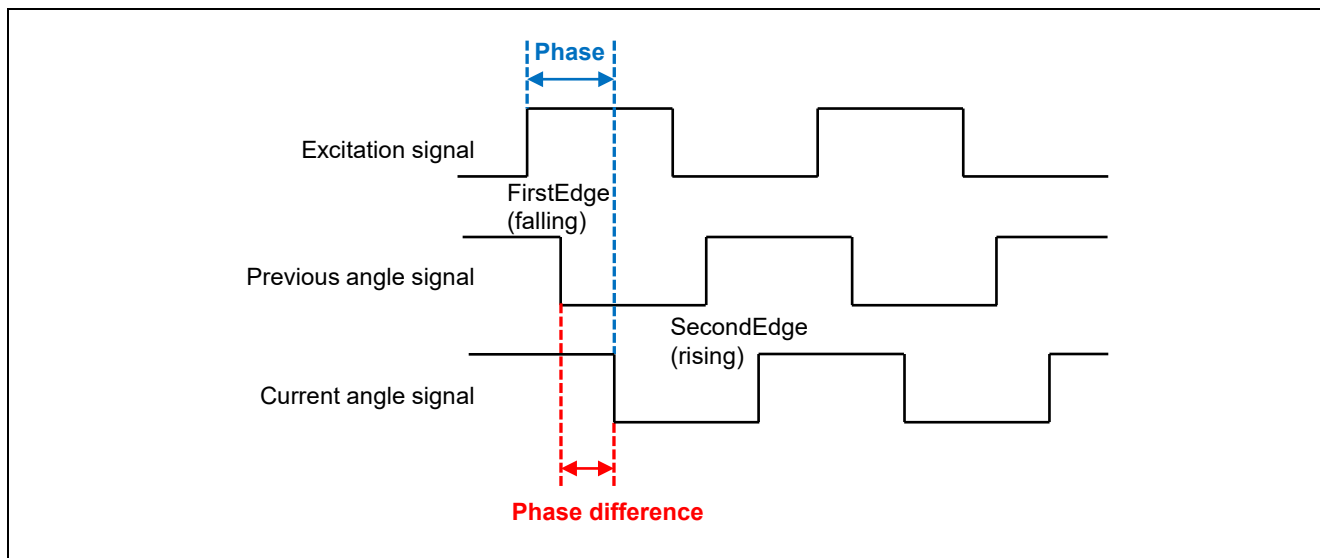 Phase
Excitation signal
FirstEdge
(falling)
Previous angle signal
SecondEdge
(rising)
Current angle signal
Phase difference